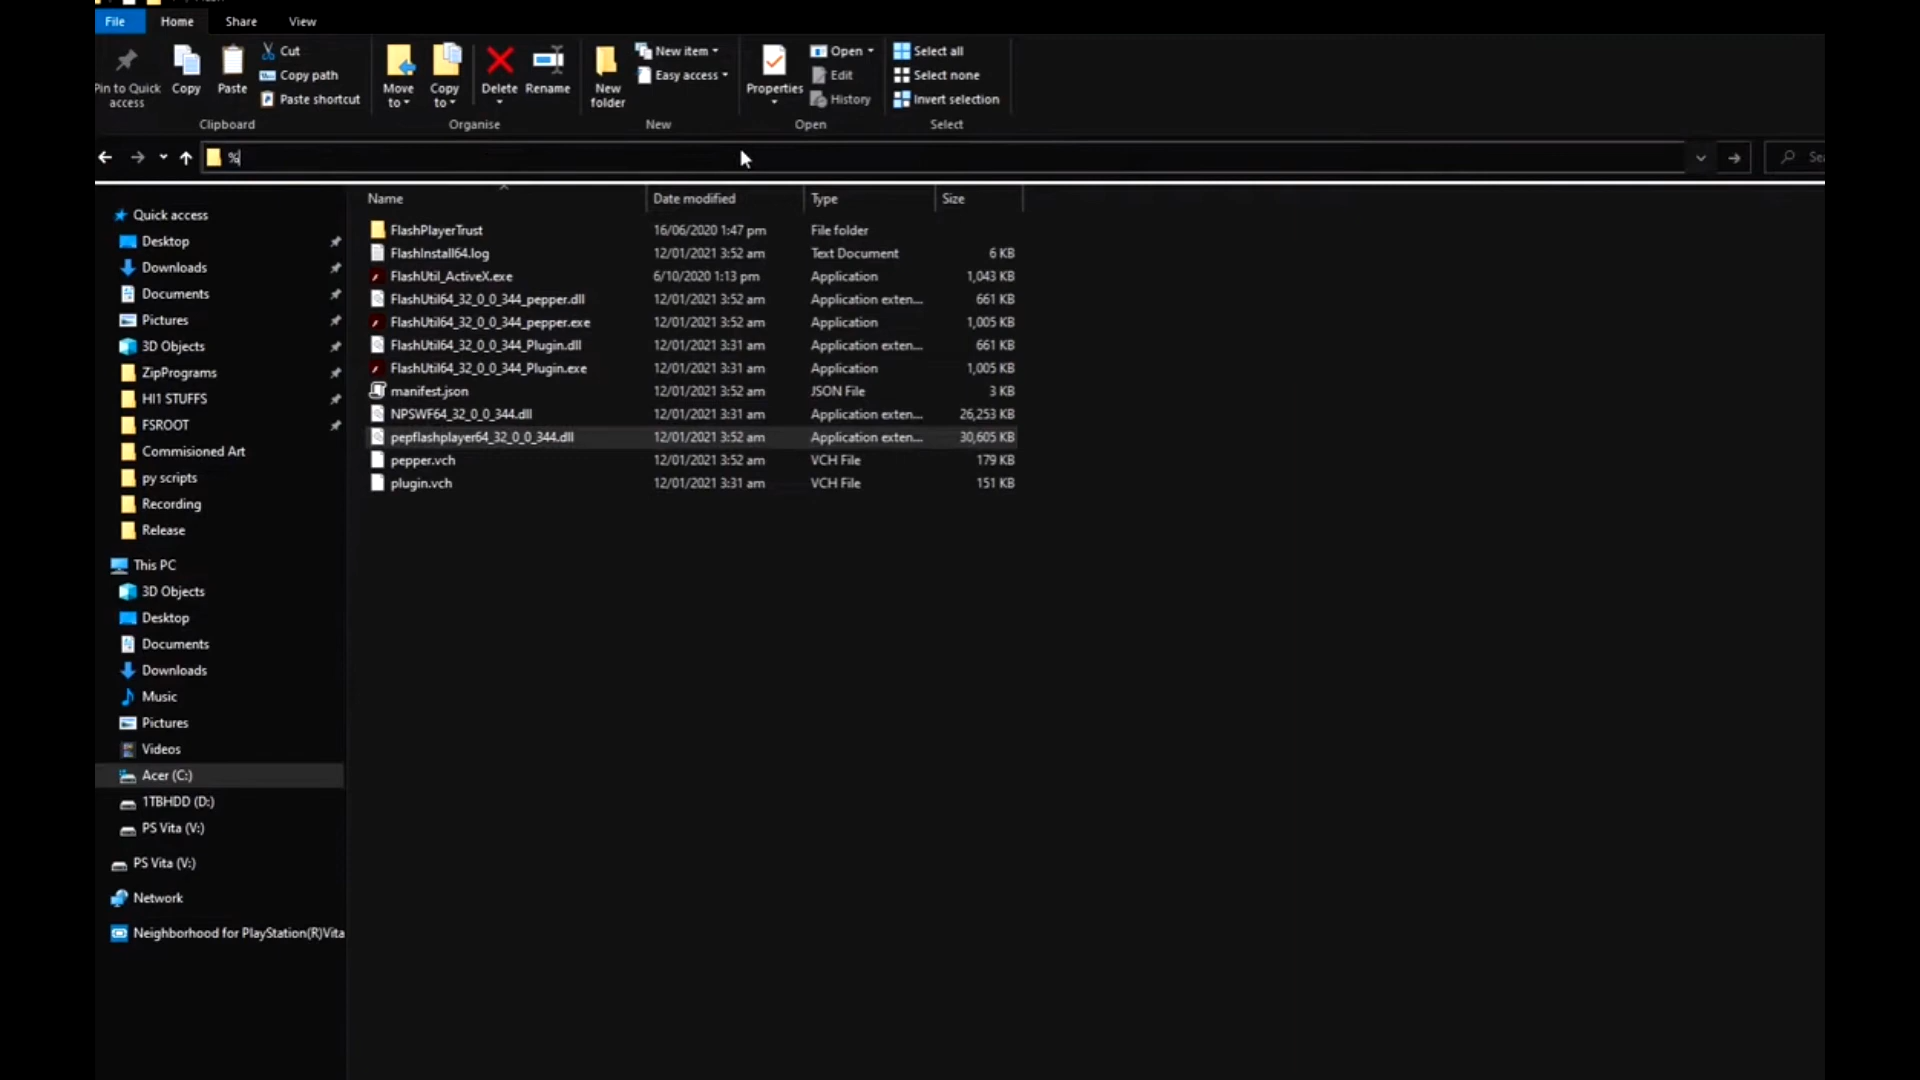 File Home Share View
Pin to Quick access
Copy
Paste
Cut
Copy path
Paste shortcut
Clipboard
Move to
Copy to
Delete
Rename
Organise
New folder
New item
Easy access
New
Properties
Open
Edit
History
Open
Select all
Select none
Invert selection
Select
%
Name Date modified Type Size
FlashPlayerTrust 16/06/2020 1:47 pm File folder
FlashInstall64.log 12/01/2021 3:52 am Text Document 6 KB
FlashUtil_ActiveX.exe 6/10/2020 1:13 pm Application 1,043 KB
FlashUtil64_32_0_0_344_pepper.dll 12/01/2021 3:52 am Application exten... 661 KB
FlashUtil64_32_0_0_344_pepper.exe 12/01/2021 3:52 am Application 1,005 KB
FlashUtil64_32_0_0_344_Plugin.dll 12/01/2021 3:31 am Application exten... 661 KB
FlashUtil64_32_0_0_344_Plugin.exe 12/01/2021 3:31 am Application 1,005 KB
manifest.json 12/01/2021 3:52 am JSON File 3 KB
NPSWF64_32_0_0_344.dll 12/01/2021 3:31 am Application exten... 26,253 KB
pepflashplayer64_32_0_0_344.dll 12/01/2021 3:52 am Application exten... 30,605 KB
pepper.vch 12/01/2021 3:52 am VCH File 179 KB
plugin.vch 12/01/2021 3:31 am VCH File 151 KB
Quick access
Desktop
Downloads
Documents
Pictures
3D Objects
ZipPrograms
HI1 STUFFS
FSROOT
Commisioned Art
py scripts
Recording
Release
This PC
3D Objects
Desktop
Documents
Downloads
Music
Pictures
Videos
Acer (C:)
1TBHDD (D:)
PS Vita (V:)
PS Vita (V:)
Network
Neighborhood for PlayStation(R)Vita